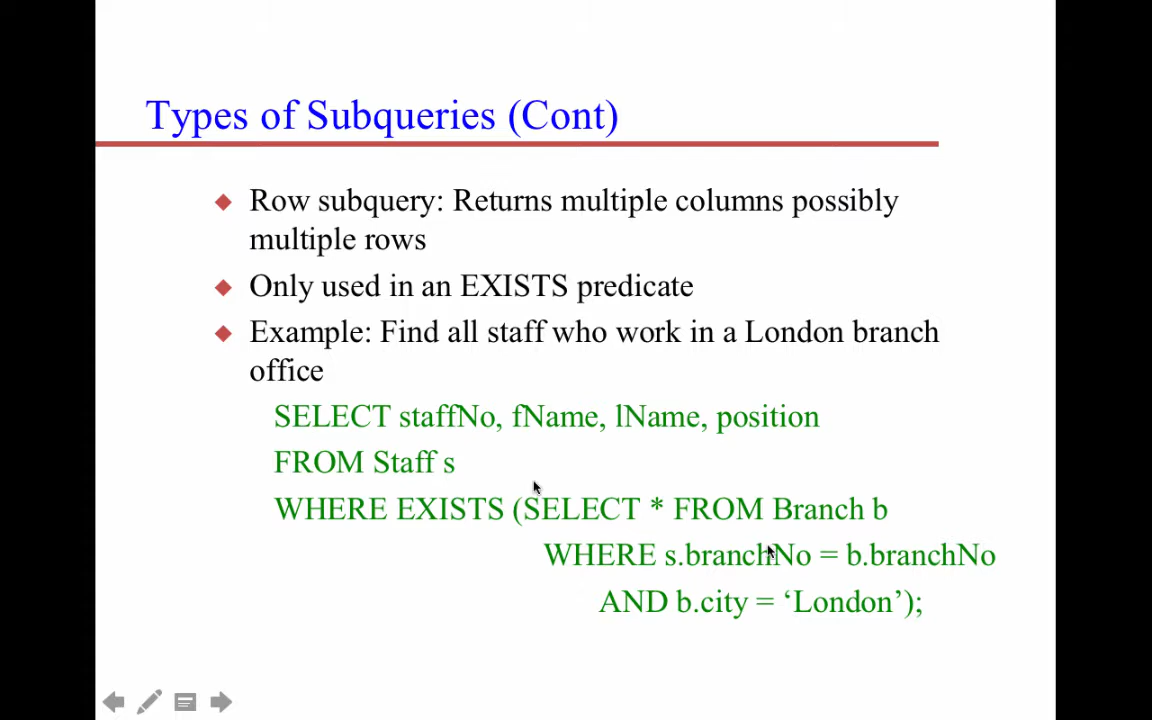 Types of Subqueries (Cont)
Row subquery: Returns multiple columns possibly
multiple rows
Only used in an EXISTS predicate
Example: Find all staff who work in a London branch
office
SELECT staffNo, fName, lName, position
FROM Staff s
WHERE EXISTS (SELECT * FROM Branch b
WHERE s.branchNo = b.branchNo
AND b.city = ‘London’);